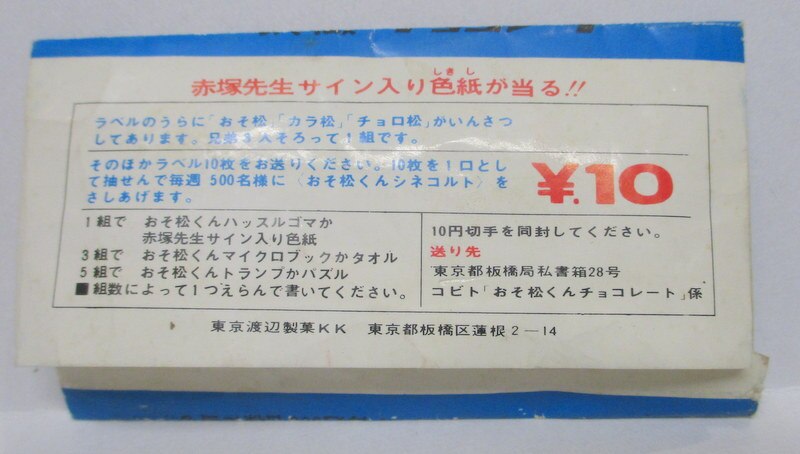 赤塚先生サイン入り色紙が当る!!
しきし
ラベルのうらに「おそ松」「カラ松」「チョロ松」がいんさつ
してあります。兄弟3人そろって1組です。
そのほかラベル10枚をお送りください。10枚を1口とし
て抽せんで毎週500名様に〈おそ松くんシネコルト〉を
さしあげます。
¥.10
1組で おそ松くんハッスルゴマか
赤塚先生サイン入り色紙
3組で おそ松くんマイクロブックかタオル
5組で おそ松くんトランプかパズル
■組数によって1つえらんで書いてください。
10円切手を同封してください。
送り先
東京都板橋局私書箱28号
コビト「おそ松くんチョコレート」係
東京渡辺製菓KK 東京都板橋区蓮根2―14